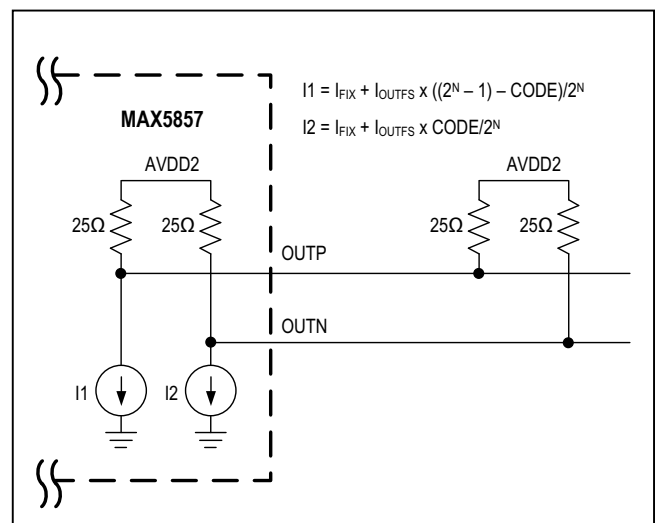 I1 = IFIX + IOUTFS x ((2ᴺ – 1) – CODE)/2ᴺ
MAX5857
I2 = IFIX + IOUTFS x CODE/2ᴺ
AVDD2
AVDD2
25Ω
25Ω
25Ω
25Ω
OUTP
OUTN
I1
I2